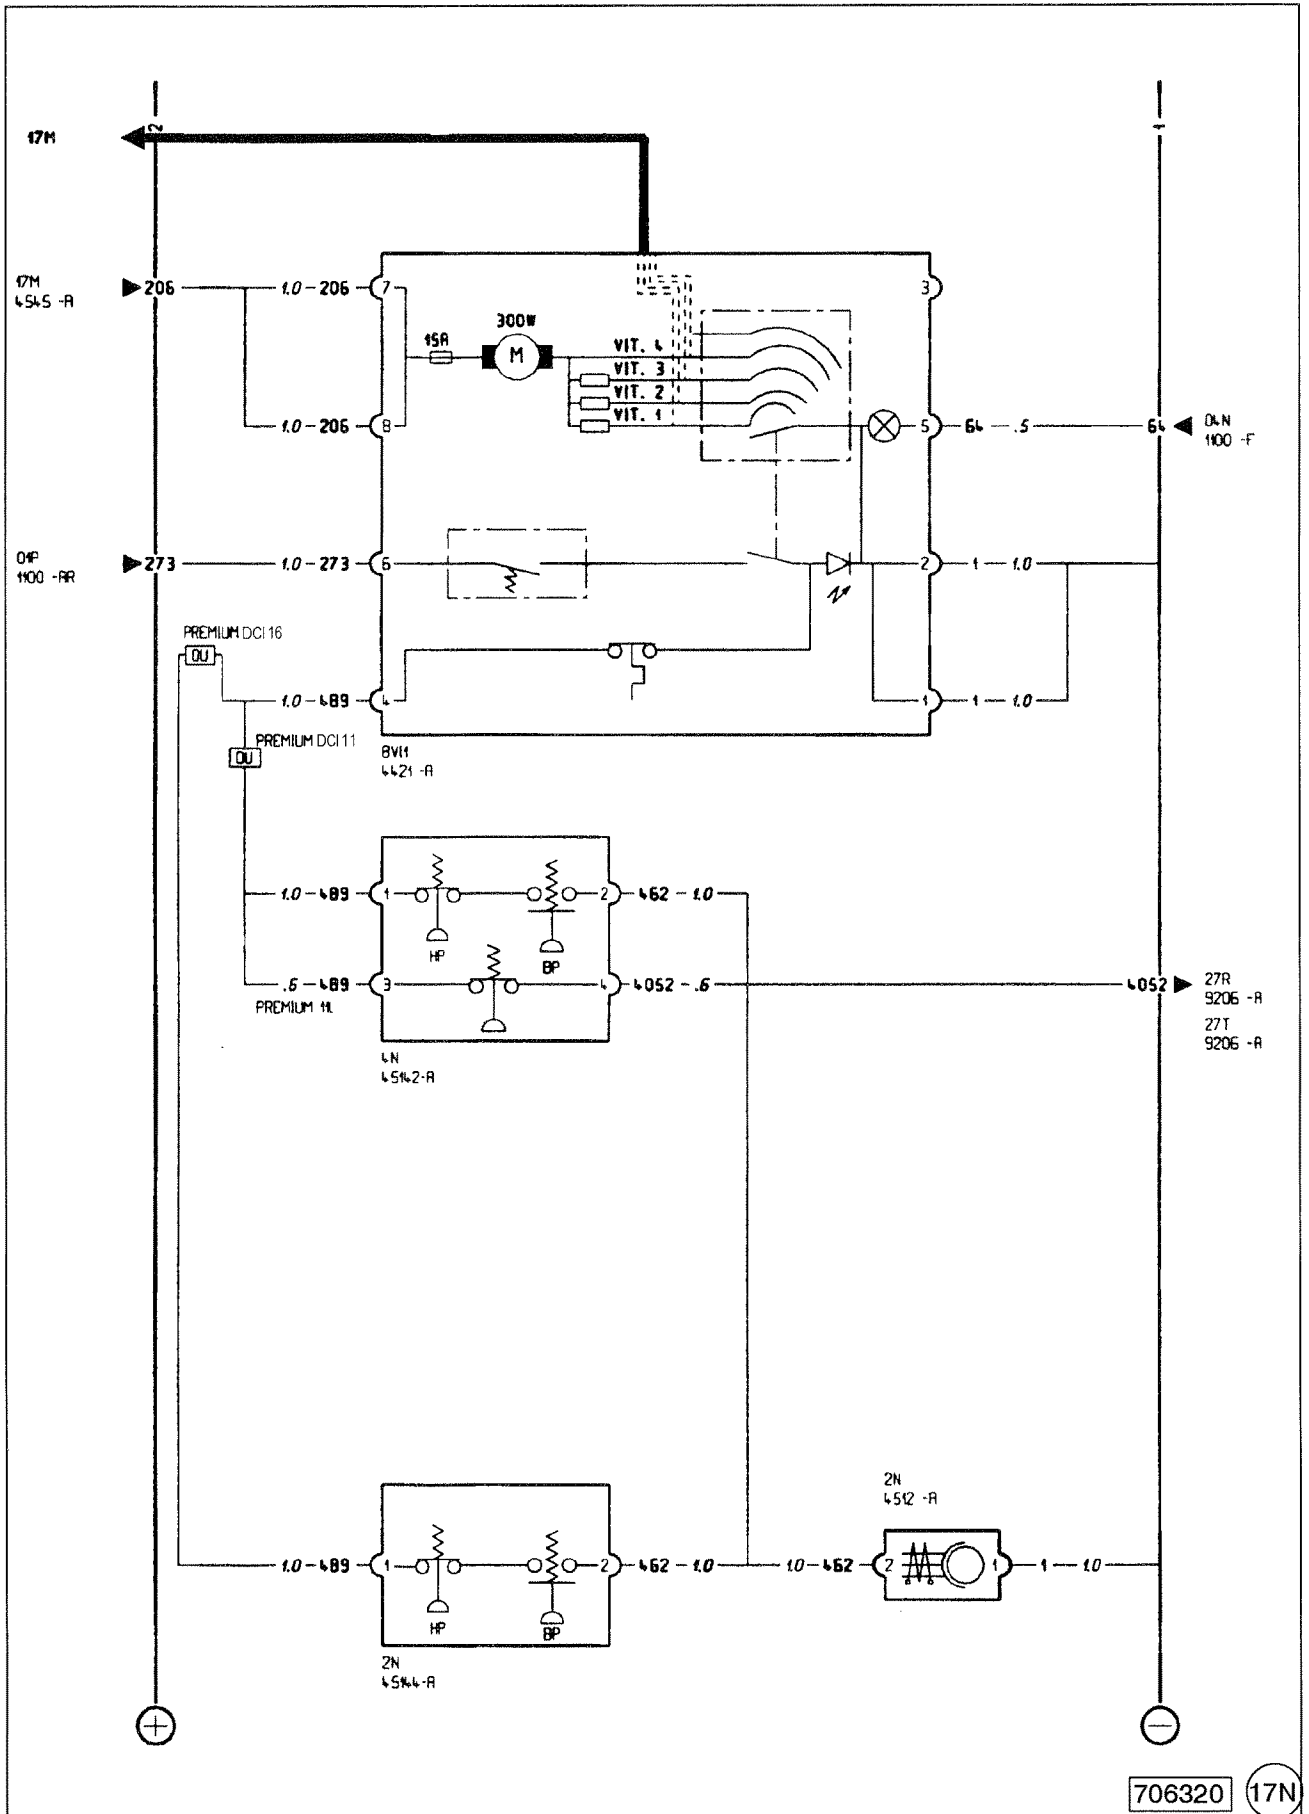 2
1
17M
17M
4545 -A
206
1.0 - 206
7
3
15A
300W
M
VIT. 4
VIT. 3
VIT. 2
VIT. 1
1.0 - 206
8
5
64 - .5
64
04N
1100 -F
01P
1100 -AR
273
1.0 - 273
6
2
1 - 1.0
PREMIUM DCI 16
OU
1.0 - 489
4
1
1 - 1.0
PREMIUM DCI 11
OU
8VI1
4421 -A
1.0 - 489
1
2
462 - 1.0
HP
BP
.6 - 489
3
4
4052 - .6
4052
27R
9206 -A
27T
9206 -A
PREMIUM 11L
4N
45142-A
2N
4512 -A
1.0 - 489
1
2
462 - 1.0
1.0 - 462
2
1
1 - 1.0
HP
BP
2N
45144-A
+
−
706320
17N